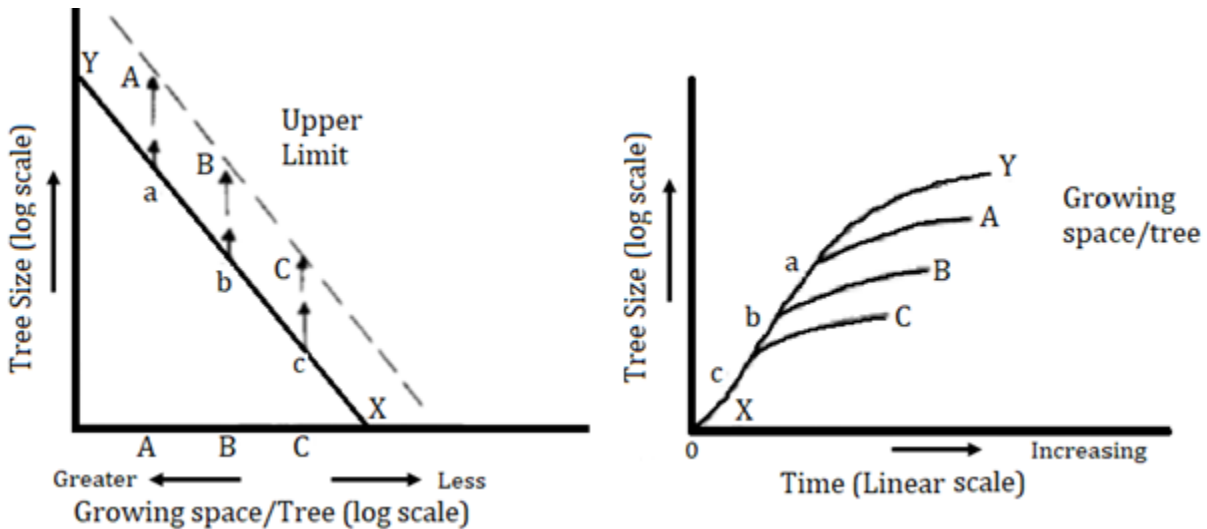 Y
A
Upper
Limit
B
a
C
b
c
X
Tree Size (log scale)
A B C
Greater Less
Growing space/Tree (log scale)
Y
Growing
space/tree
A
a
B
b
C
c
X
Tree Size (log scale)
0
Increasing
Time (Linear scale)